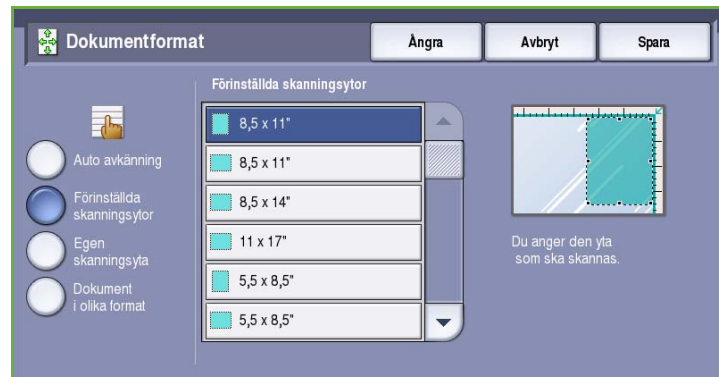 Dokumentformat
Ångra
Avbryt
Spara
Auto avkänning
Förinställda
skanningsytor
Egen
skanningsyta
Dokument
i olika format
Förinställda skanningsytor
8,5 x 11"
8,5 x 11"
8,5 x 14"
11 x 17"
5,5 x 8,5"
5,5 x 8,5"
Du anger den yta
som ska skannas.